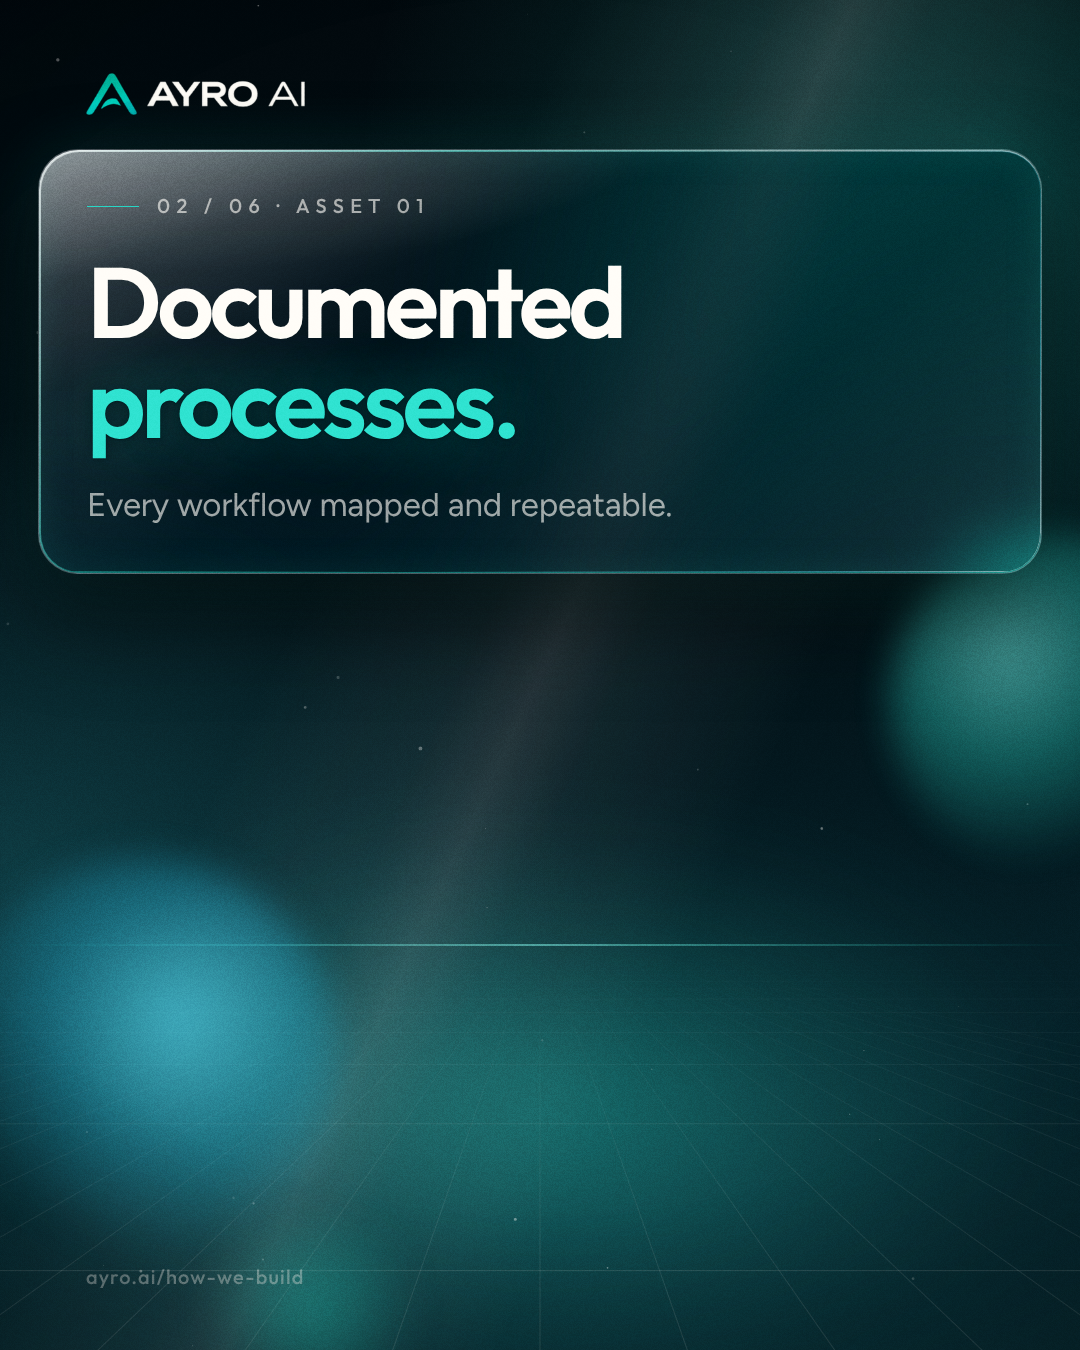 AYRO AI
02 / 06 · ASSET 01
Documented
processes.
Every workflow mapped and repeatable.
ayro.ai/how-we-build